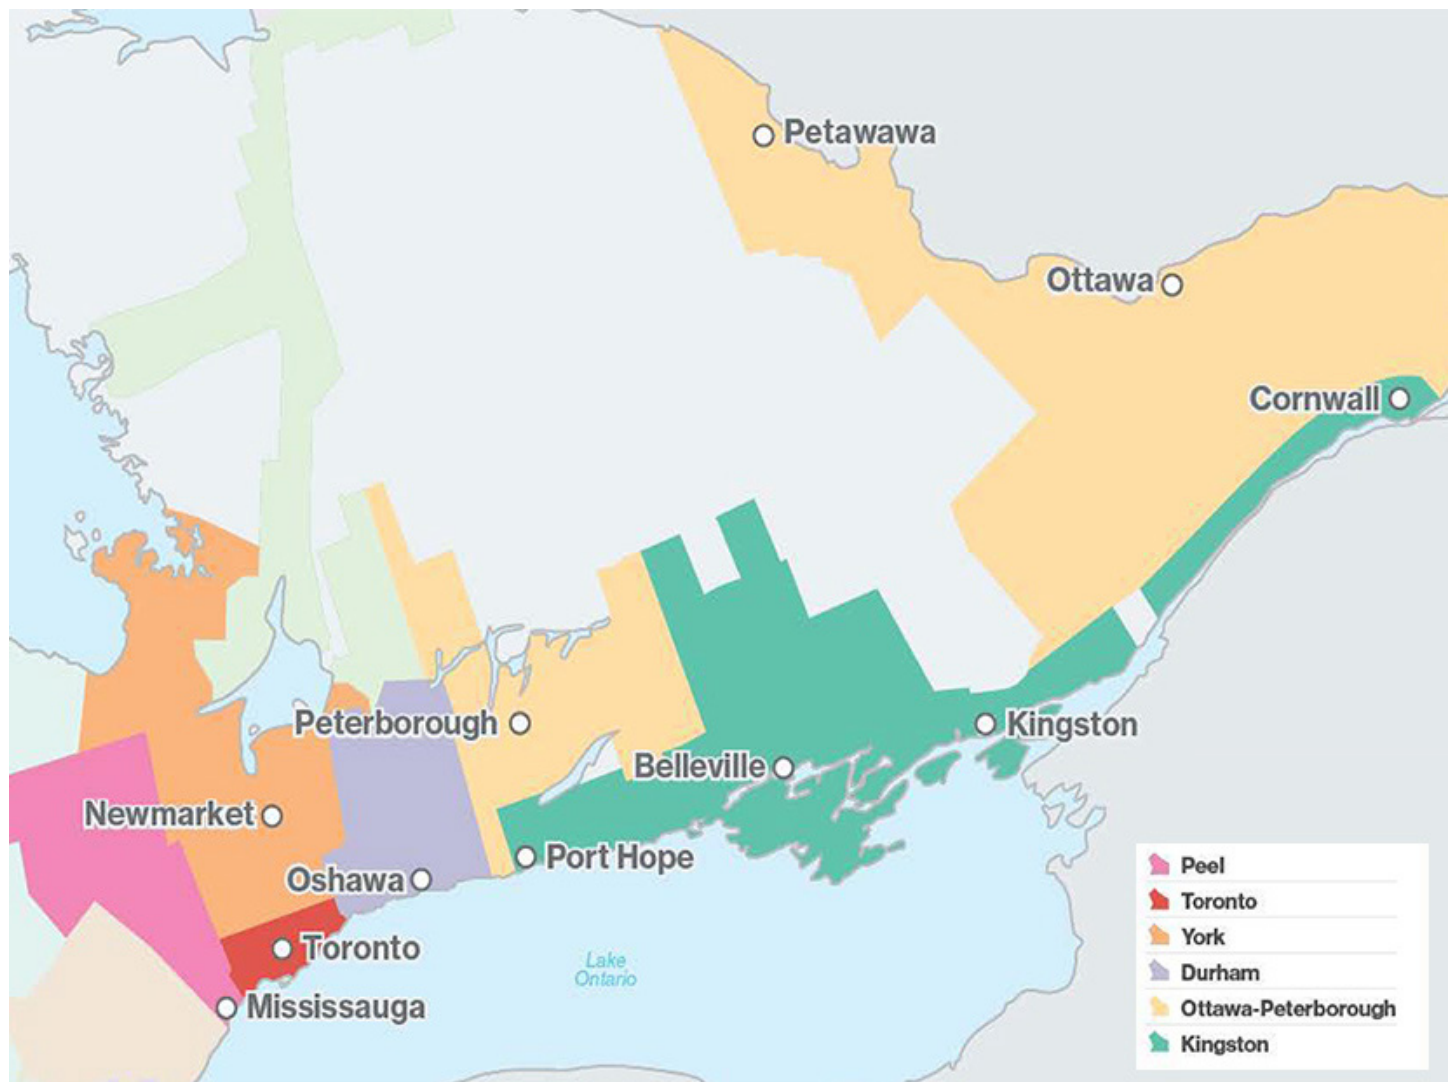 Petawawa
Ottawa
Cornwall
Peterborough
Kingston
Belleville
Newmarket
Port Hope
Oshawa
Toronto
Mississauga
Lake
Ontario
Peel
Toronto
York
Durham
Ottawa-Peterborough
Kingston